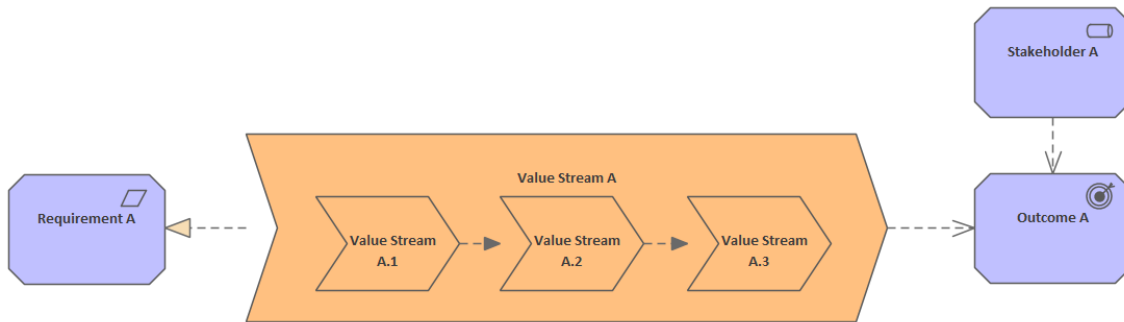 Stakeholder A
Value Stream A
Requirement A
Outcome A
Value Stream
A.1
Value Stream
A.2
Value Stream
A.3